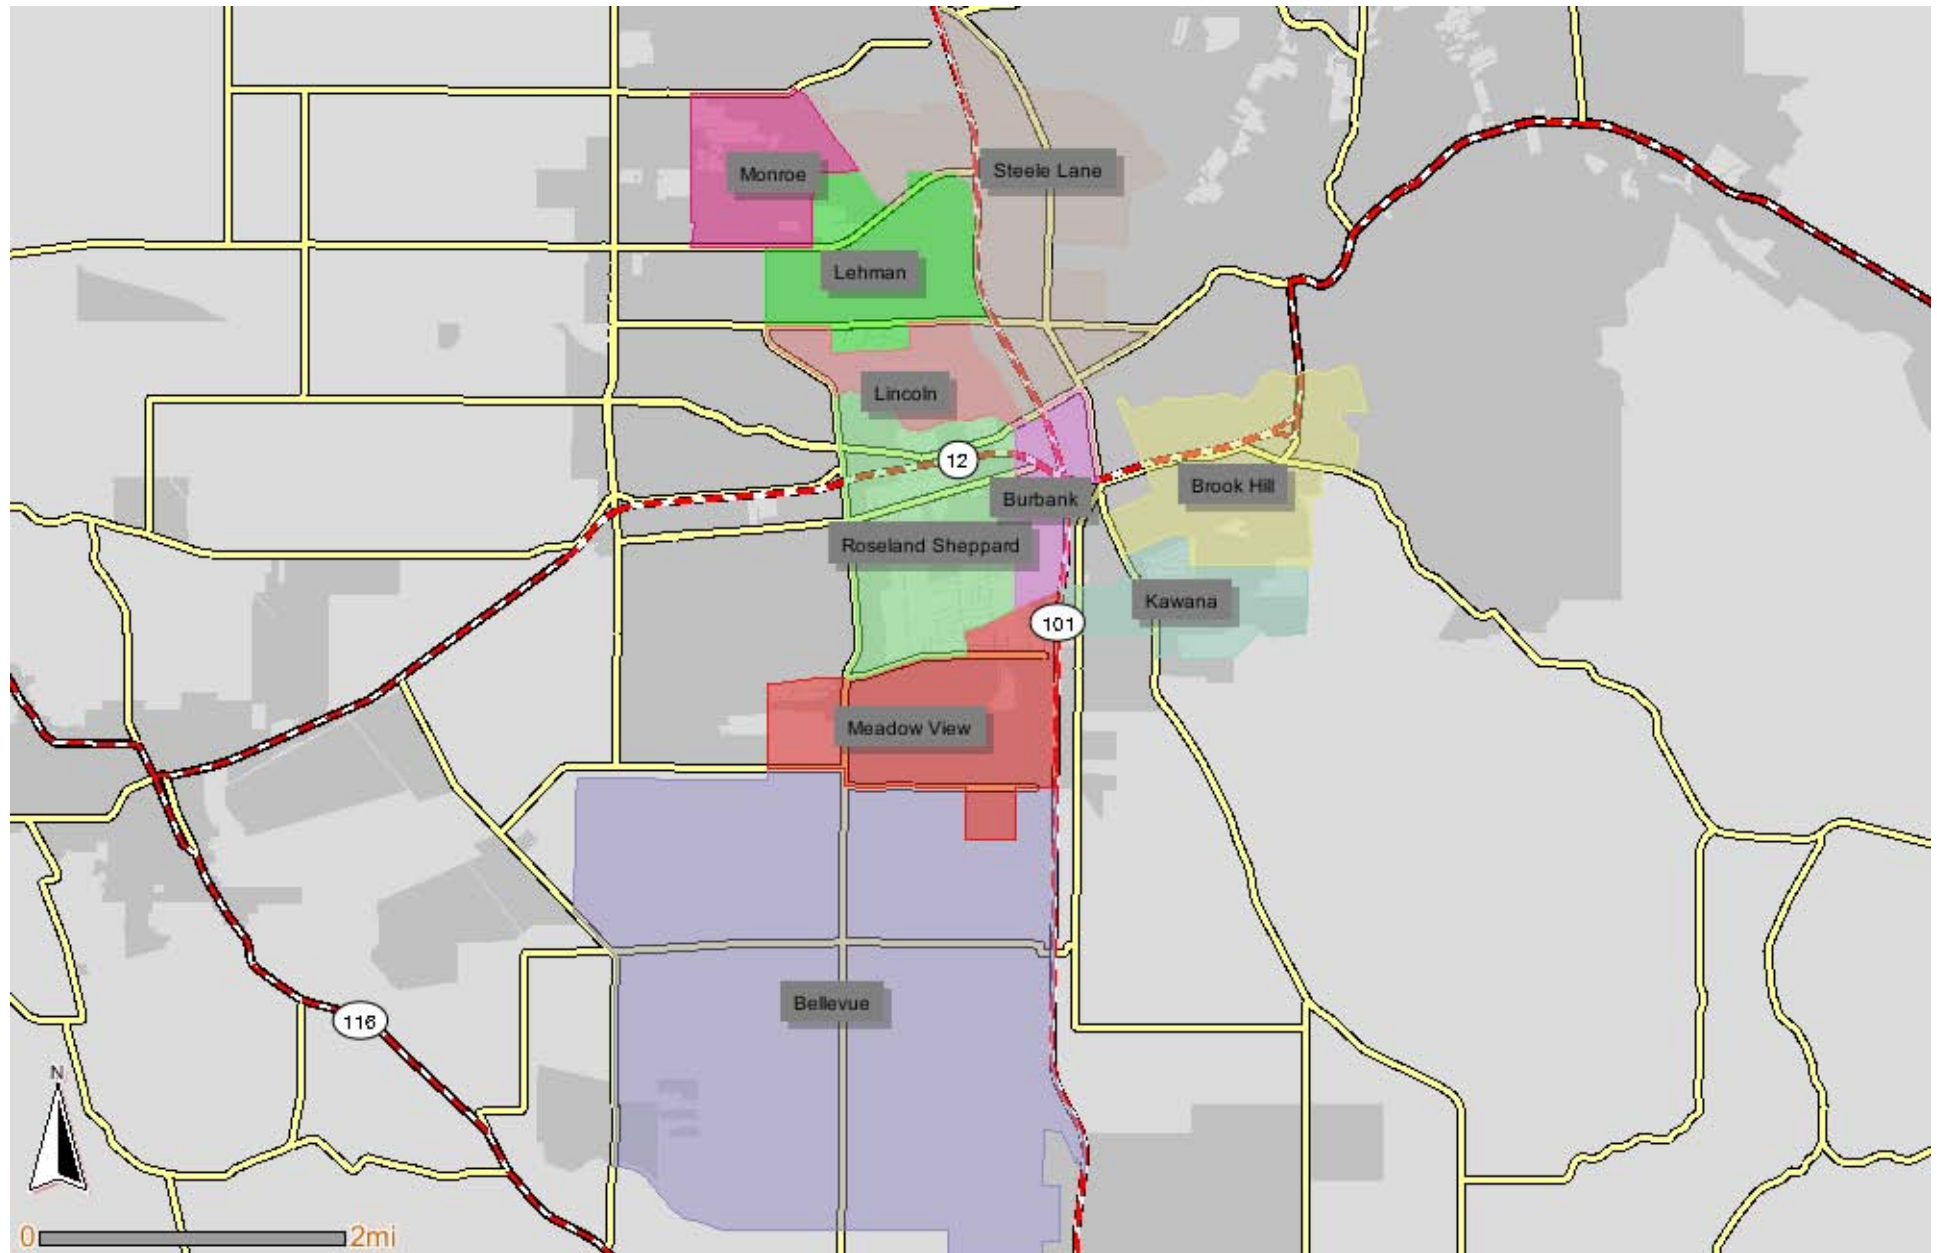 Steele Lane
Monroe
Lehman
Lincoln
12
Brook Hill
Burbank
Roseland Sheppard
Kawana
101
Meadow View
Bellevue
116
N
0 2mi